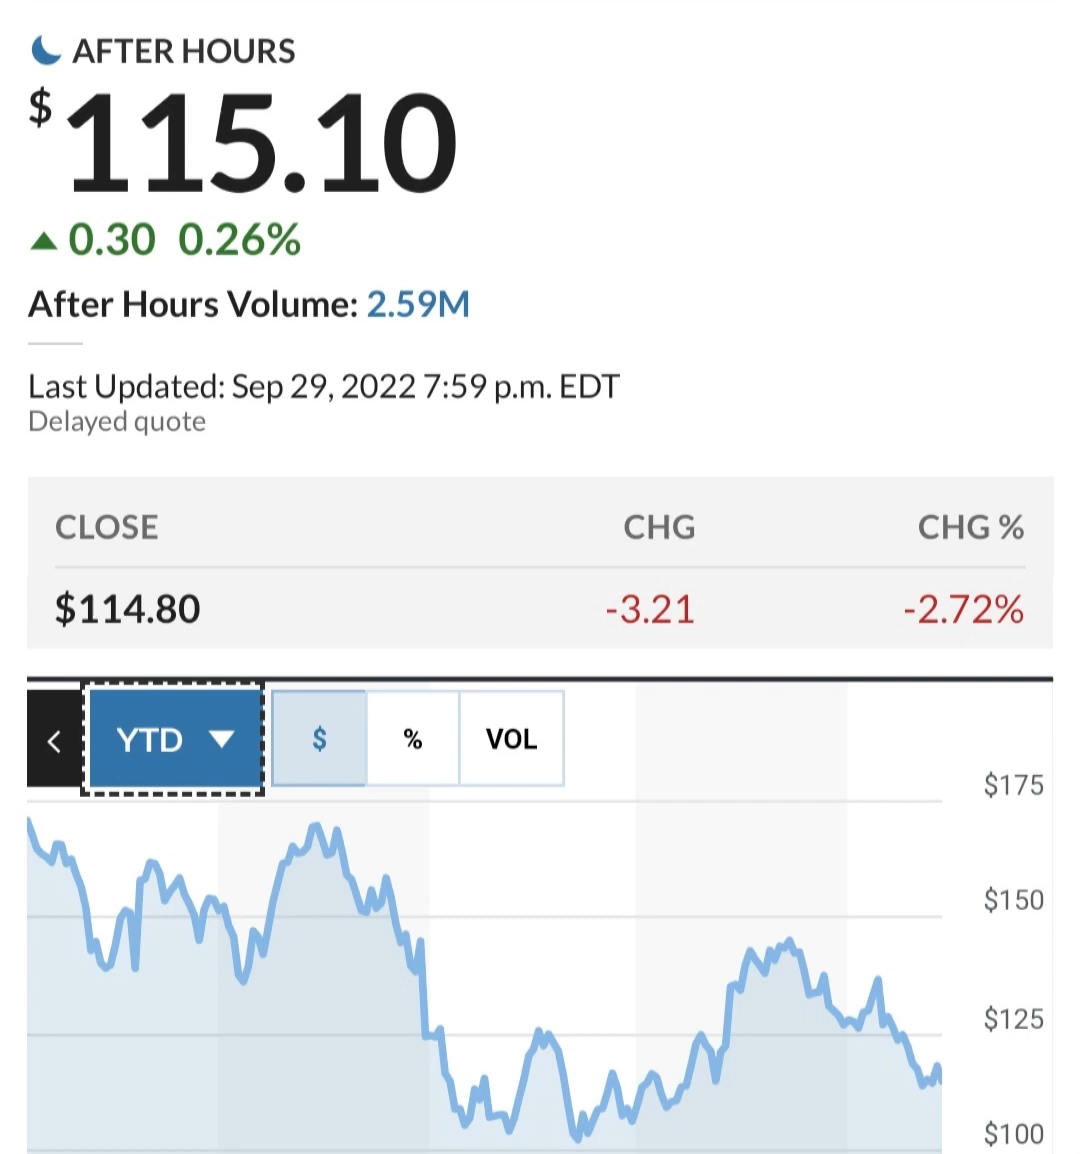 AFTER HOURS
$115.10
▲ 0.30 0.26%
After Hours Volume: 2.59M
Last Updated: Sep 29, 2022 7:59 p.m. EDT
Delayed quote
CLOSE CHG CHG %
$114.80 -3.21 -2.72%
< YTD ▼ $ % VOL
$175
$150
$125
$100